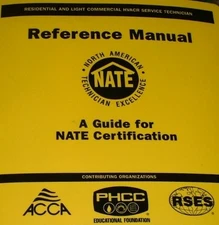 RESIDENTIAL AND LIGHT COMMERCIAL HVACR SERVICE TECHNICIAN
Reference Manual
NORTH AMERICAN
NATE
TECHNICIAN EXCELLENCE
A Guide for
NATE Certification
CONTRIBUTING ORGANIZATIONS
ACCA
PHCC
EDUCATIONAL FOUNDATION
RSES